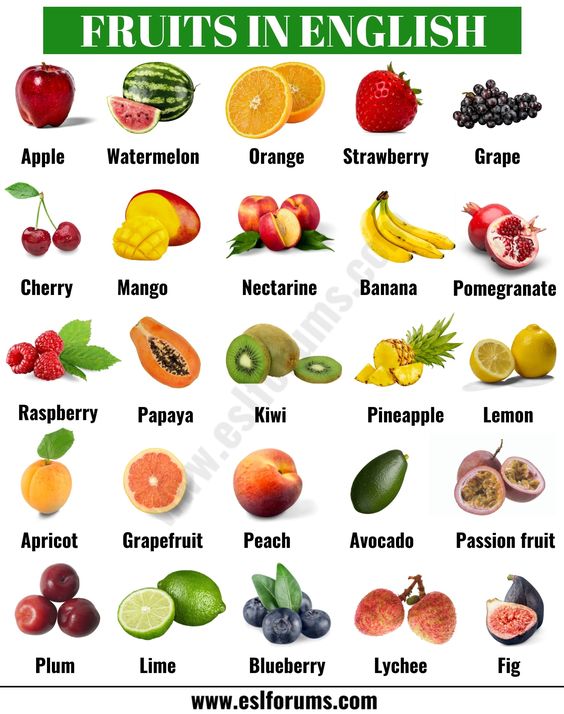 FRUITS IN ENGLISH
Apple Watermelon Orange Strawberry Grape
Cherry Mango Nectarine Banana Pomegranate
Raspberry Papaya Kiwi Pineapple Lemon
Apricot Grapefruit Peach Avocado Passion fruit
Plum Lime Blueberry Lychee Fig
www.eslforums.com
www.eslforums.com